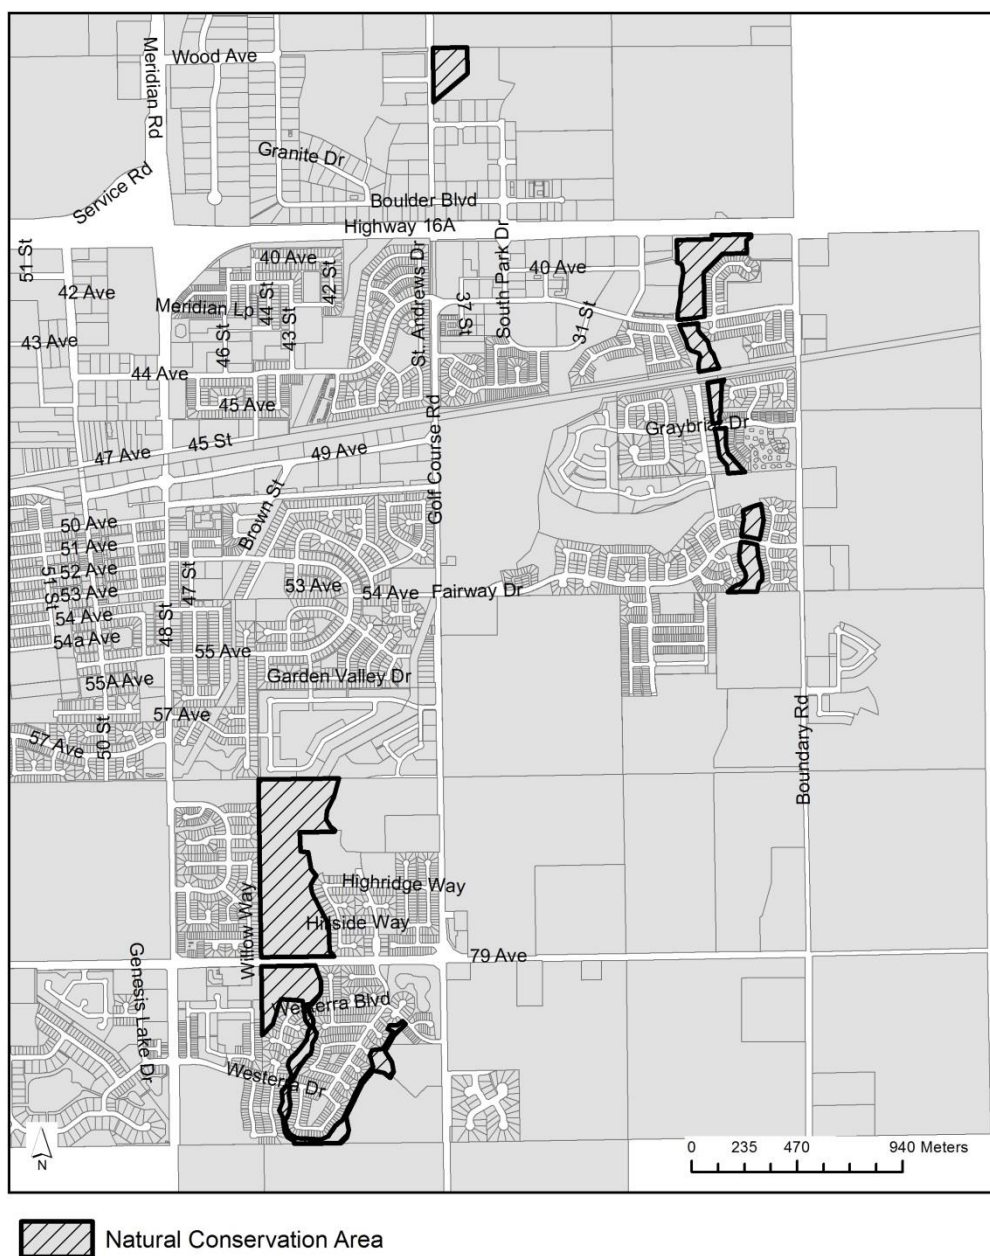 Meridian Rd
Wood Ave
Granite Dr
Service Rd
Boulder Blvd
Highway 16A
51 St
40 Ave
St. Andrews Dr
South Park Dr
40 Ave
42 Ave
Meridian Lp
44 St
42 St
37 St
31 St
43 Ave
46 St
43 St
44 Ave
45 Ave
Graybriar Dr
47 Ave
45 St
49 Ave
Golf Course Rd
50 Ave
Brown St
51 Ave
52 Ave
51 St
47 St
53 Ave
53 Ave
54 Ave
Fairway Dr
54 Ave
48 St
54a Ave
55 Ave
55A Ave
Garden Valley Dr
57 Ave
57 Ave
50 St
Boundary Rd
Highridge Way
Willow Way
Hillside Way
79 Ave
Genesis Lake Dr
Westerra Blvd
Westerra Dr
N
0 235 470 940 Meters
Natural Conservation Area